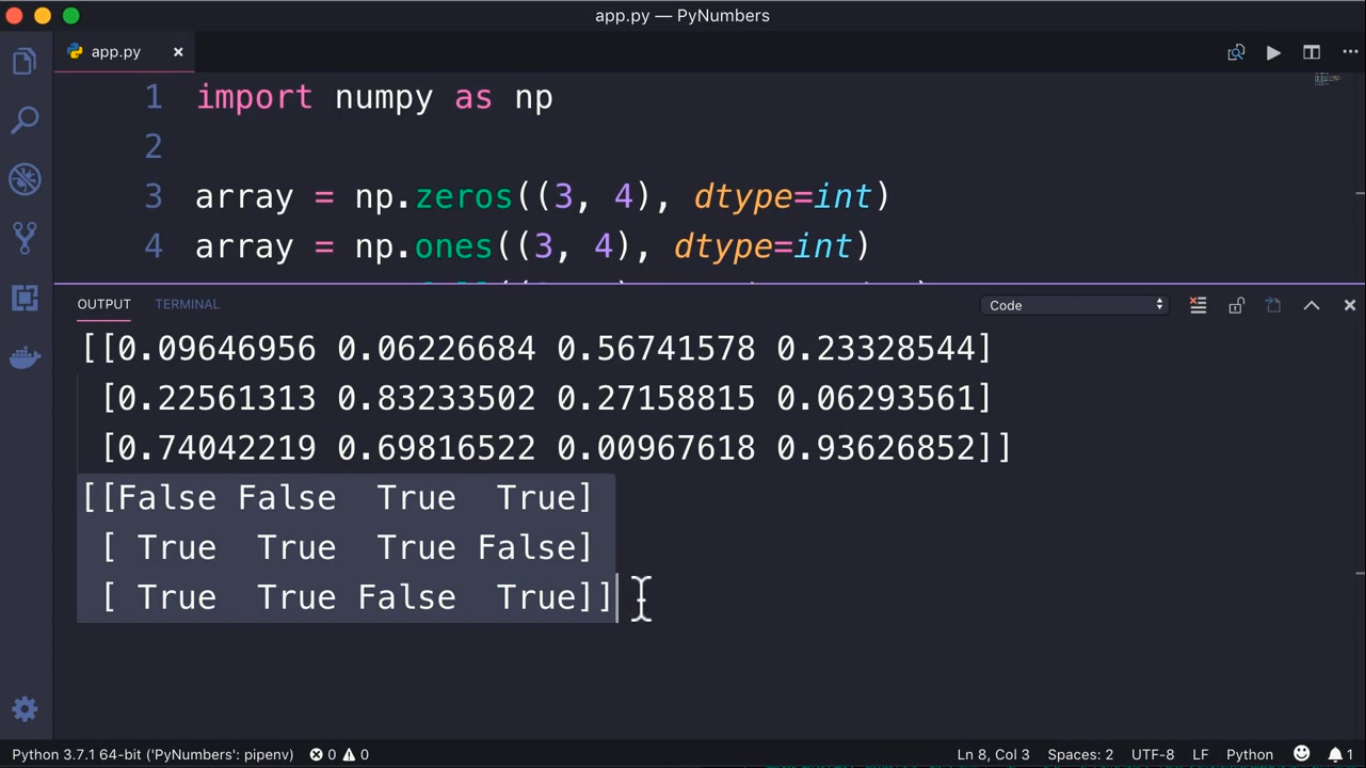 app.py — PyNumbers
app.py
1 import numpy as np
2
3 array = np.zeros((3, 4), dtype=int)
4 array = np.ones((3, 4), dtype=int)
OUTPUT TERMINAL Code
[[0.09646956 0.06226684 0.56741578 0.23328544]
[0.22561313 0.83233502 0.27158815 0.06293561]
[0.74042219 0.69816522 0.00967618 0.93626852]]
[[False False True True]
[ True True True False]
[ True True False True]]
Python 3.7.1 64-bit ('PyNumbers': pipenv) 0 0 Ln 8, Col 3 Spaces: 2 UTF-8 LF Python 1